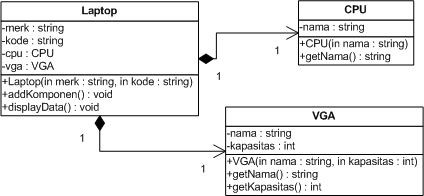 Laptop
-merk : string
-kode : string
-cpu : CPU
-vga : VGA
+Laptop(in merk : string, in kode : string)
+addKomponen() : void
+displayData() : void
1
1
CPU
-nama : string
+CPU(in nama : string)
+getNama() : string
1
1
VGA
-nama : string
-kapasitas : int
+VGA(in nama : string, in kapasitas : int)
+getNama() : string
+getKapasitas() : int